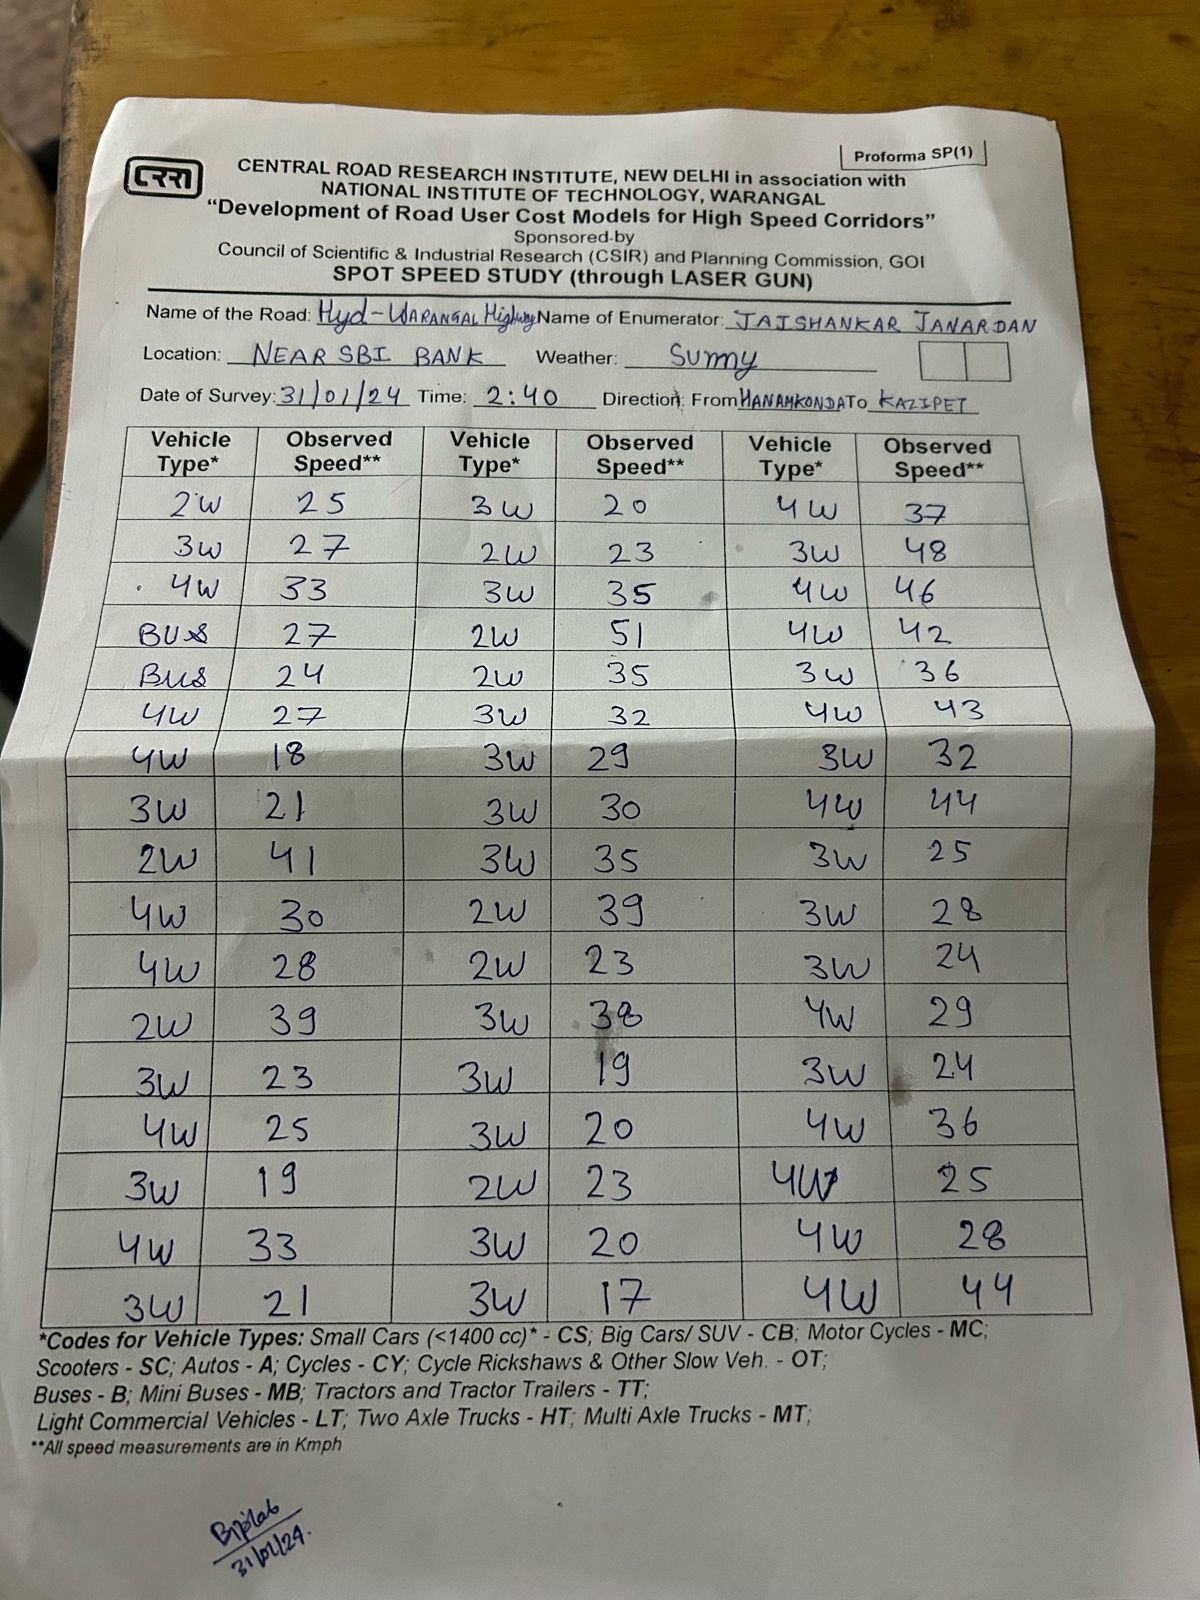 Proforma SP(1)
CRRI
CENTRAL ROAD RESEARCH INSTITUTE, NEW DELHI in association with
NATIONAL INSTITUTE OF TECHNOLOGY, WARANGAL
“Development of Road User Cost Models for High Speed Corridors”
Sponsored by
Council of Scientific & Industrial Research (CSIR) and Planning Commission, GOI
SPOT SPEED STUDY (through LASER GUN)
Name of the Road: Hyd-WARANGAL Highway Name of Enumerator: JAISHANKAR JANARDAN
Location: NEAR SBI BANK Weather: Sunny
Date of Survey: 31/01/24 Time: 2:40 Direction: From HANAMKONDA To KAZIPET
Vehicle Type* Observed Speed** Vehicle Type* Observed Speed** Vehicle Type* Observed Speed**
2W 25 3W 20 4W 37
3W 27 2W 23 3W 48
4W 33 3W 35 4W 46
BUS 27 2W 51 4W 42
BUS 24 2W 35 3W 36
4W 27 3W 32 4W 43
4W 18 3W 29 3W 32
3W 21 3W 30 4W 44
2W 41 3W 35 3W 25
4W 30 2W 39 3W 28
4W 28 2W 23 3W 24
2W 39 3W 38 4W 29
3W 23 3W 19 3W 24
4W 25 3W 20 4W 36
3W 19 2W 23 4W 25
4W 33 3W 20 4W 28
3W 21 3W 17 4W 44
*Codes for Vehicle Types: Small Cars (<1400 cc)* - CS; Big Cars/ SUV - CB; Motor Cycles - MC;
Scooters - SC; Autos - A; Cycles - CY; Cycle Rickshaws & Other Slow Veh. - OT;
Buses - B; Mini Buses - MB; Tractors and Tractor Trailers - TT;
Light Commercial Vehicles - LT; Two Axle Trucks - HT; Multi Axle Trucks - MT;
**All speed measurements are in Kmph
Biplab
31/01/24.